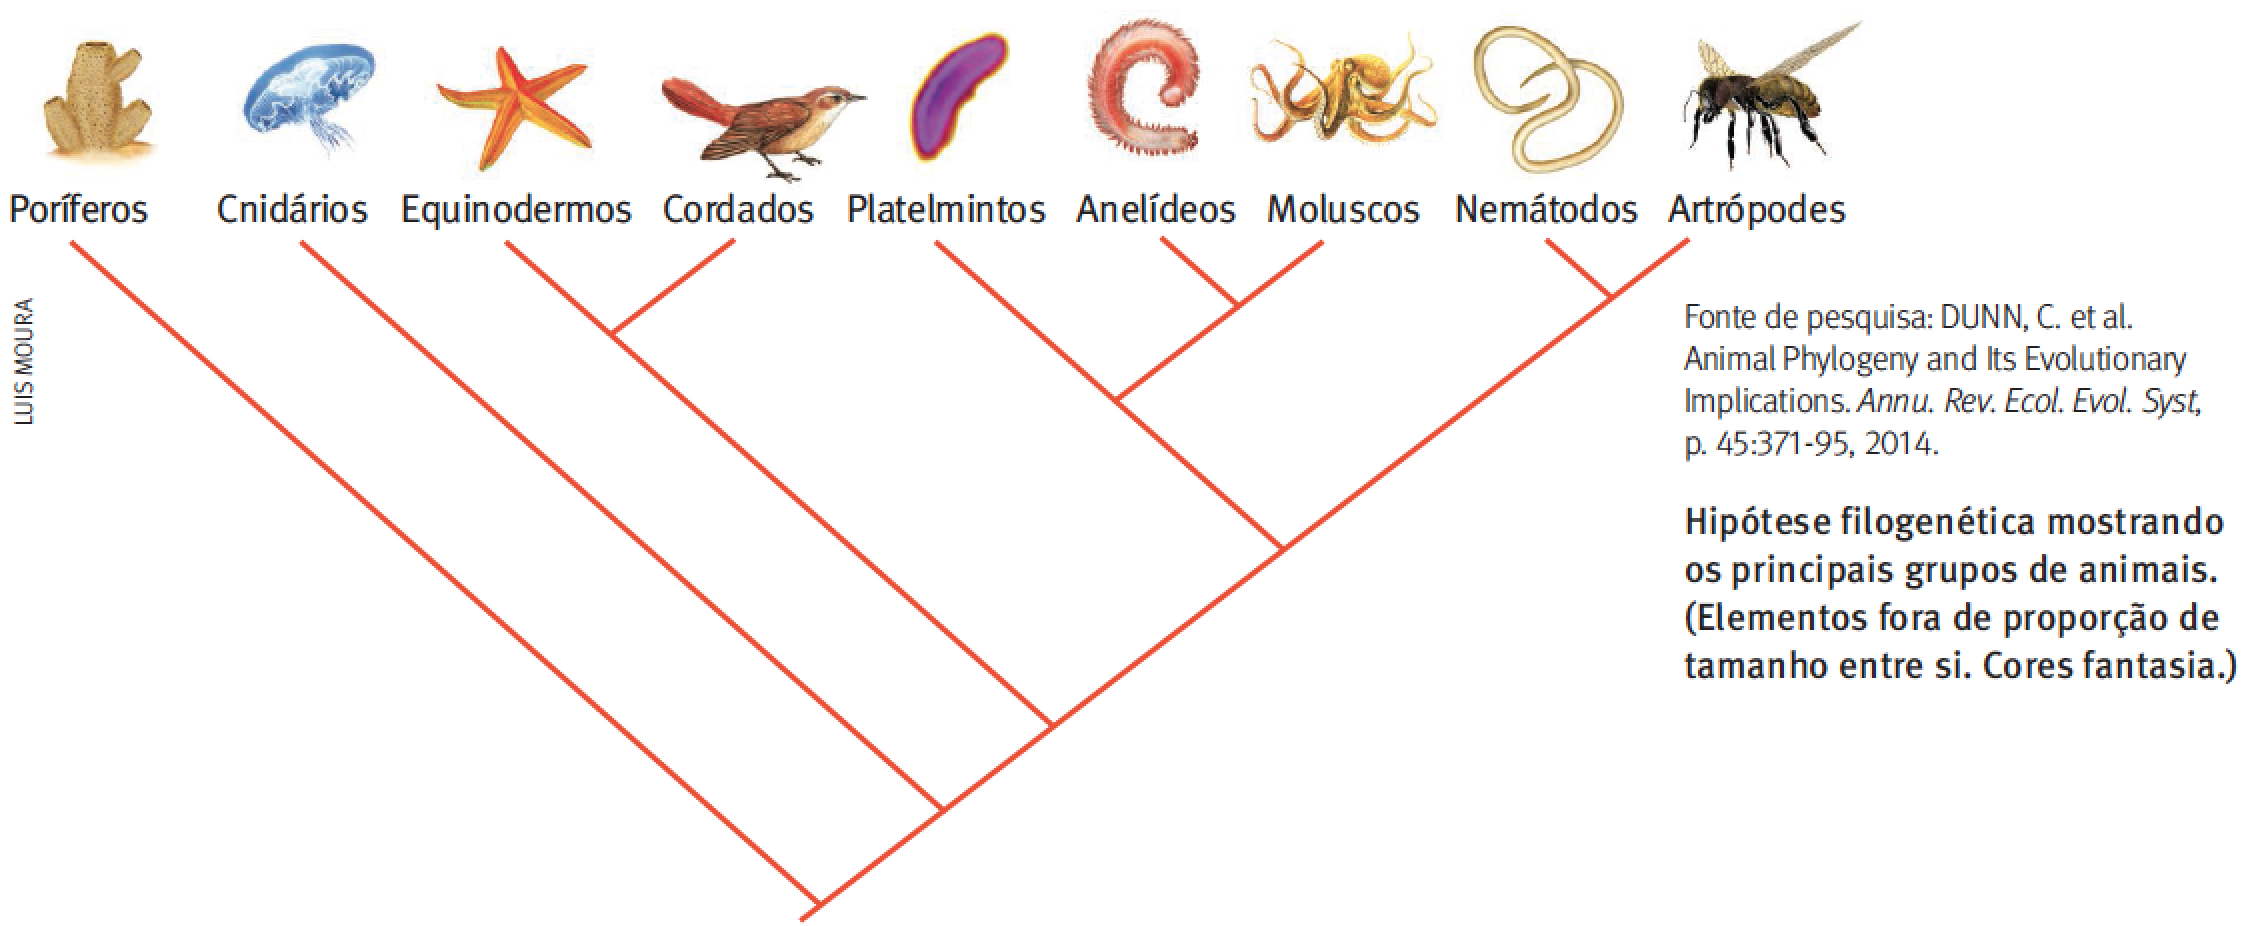 Poríferos Cnidários Equinodermos Cordados Platelmintos Anelídeos Moluscos Nemátodos Artrópodes
LUIS MOURA
Fonte de pesquisa: DUNN, C. et al.
Animal Phylogeny and Its Evolutionary
Implications. Annu. Rev. Ecol. Evol. Syst,
p. 45:371-95, 2014.
Hipótese filogenética mostrando
os principais grupos de animais.
(Elementos fora de proporção de
tamanho entre si. Cores fantasia.)